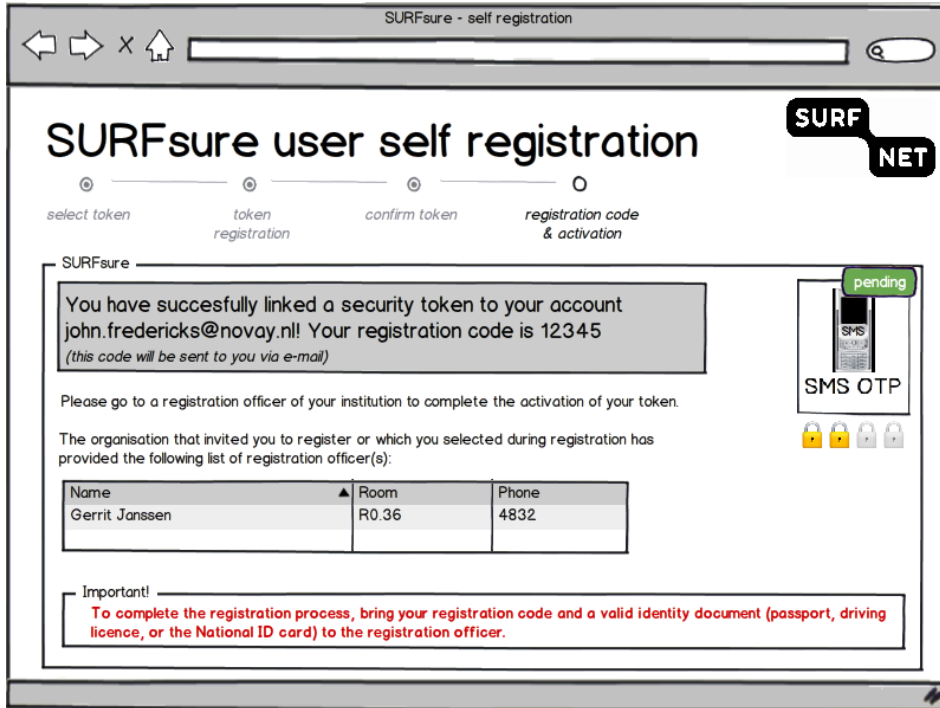 SURFsure - self registration
SURFsure user self registration
SURF
NET
select token
token
registration
confirm token
registration code
& activation
SURFsure
pending
You have succesfully linked a security token to your account
john.fredericks@novay.nl! Your registration code is 12345
(this code will be sent to you via e-mail)
SMS
SMS OTP
Please go to a registration officer of your institution to complete the activation of your token.
The organisation that invited you to register or which you selected during registration has
provided the following list of registration officer(s):
Name Room Phone
Gerrit Janssen R0.36 4832
Important!
To complete the registration process, bring your registration code and a valid identity document (passport, driving
licence, or the National ID card) to the registration officer.